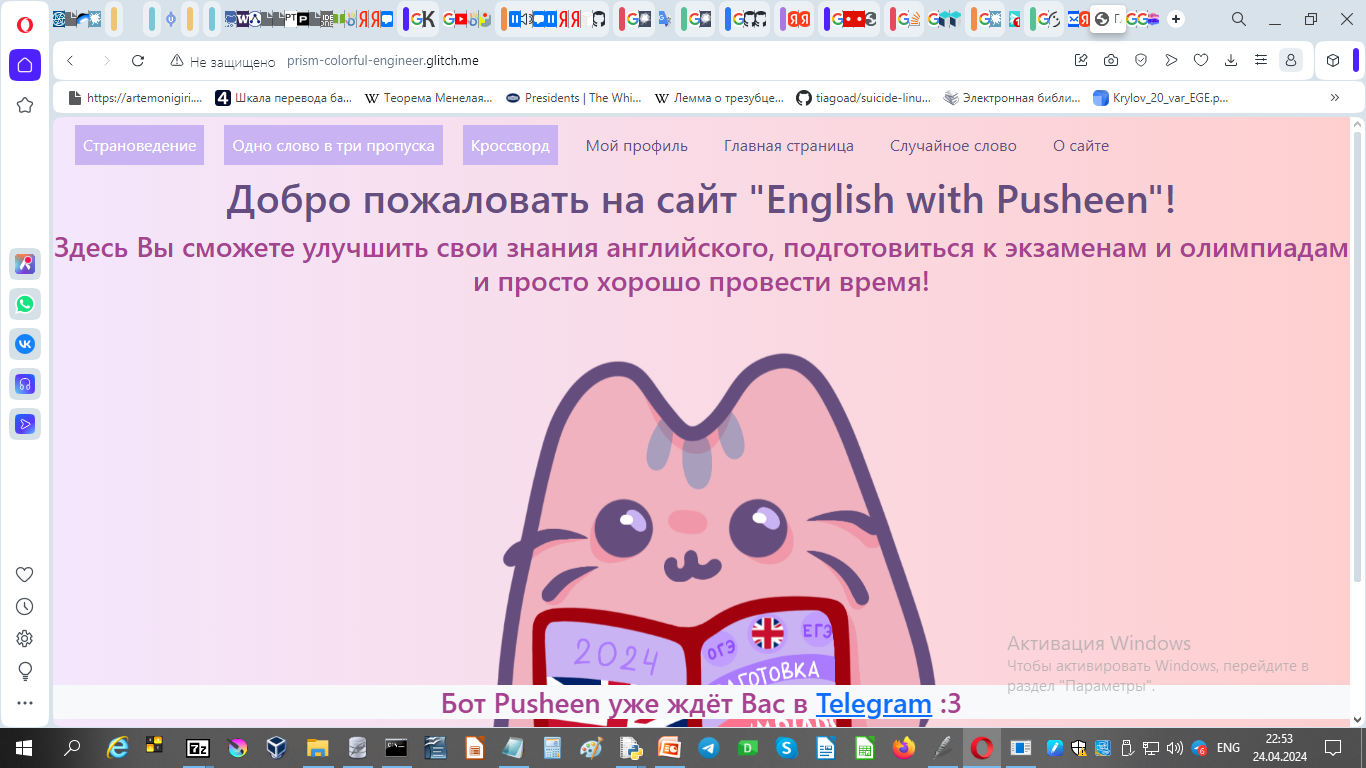 Не защищено prism-colorful-engineer.glitch.me
https://artemonigiri....
Шкала перевода ба...
Теорема Менелая...
Presidents | The Whi...
Лемма о трезубце...
tiagoad/suicide-linu...
Электронная библи...
Krylov_20_var_EGE.p...
Страноведение
Одно слово в три пропуска
Кроссворд
Мой профиль
Главная страница
Случайное слово
О сайте
Добро пожаловать на сайт "English with Pusheen"!
Здесь Вы сможете улучшить свои знания английского, подготовиться к экзаменам и олимпиадам
и просто хорошо провести время!
2024
ОГЭ
ЕГЭ
Активация Windows
Чтобы активировать Windows, перейдите в
раздел "Параметры".
Бот Pusheen уже ждёт Вас в Telegram :3
ENG
22:53
24.04.2024